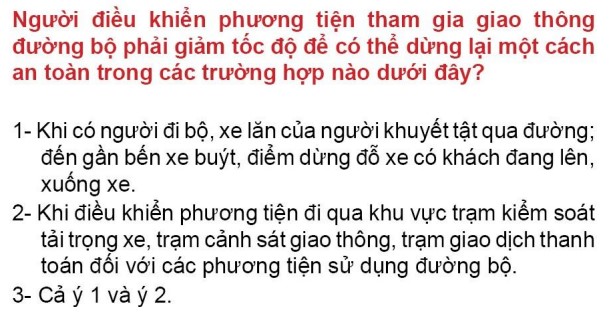 Người điều khiển phương tiện tham gia giao thông
đường bộ phải giảm tốc độ để có thể dừng lại một cách
an toàn trong các trường hợp nào dưới đây?
1- Khi có người đi bộ, xe lăn của người khuyết tật qua đường;
đến gần bến xe buýt, điểm dừng đỗ xe có khách đang lên,
xuống xe.
2- Khi điều khiển phương tiện đi qua khu vực trạm kiểm soát
tải trọng xe, trạm cảnh sát giao thông, trạm giao dịch thanh
toán đối với các phương tiện sử dụng đường bộ.
3- Cả ý 1 và ý 2.